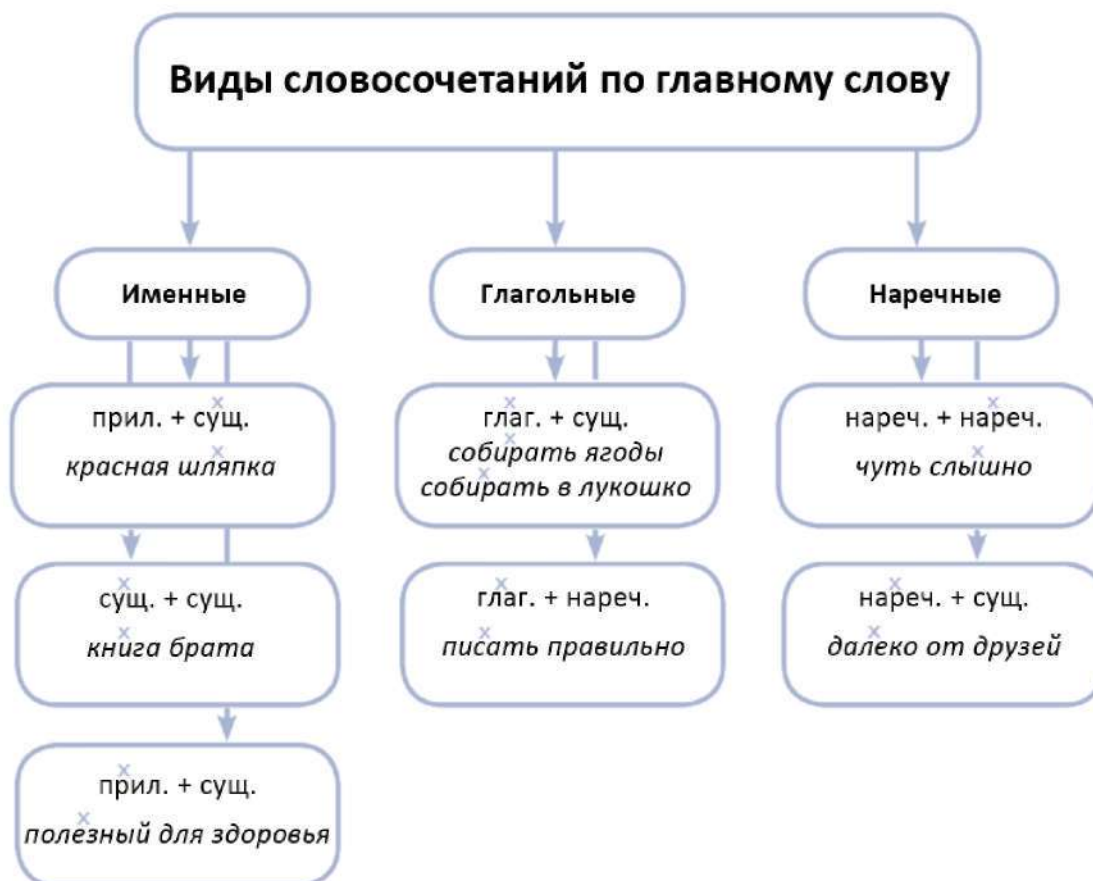 Виды словосочетаний по главному слову
Именные
Глагольные
Наречные
прил. + сущ.
красная шляпка
глаг. + сущ.
собирать ягоды
собирать в лукошко
нареч. + нареч.
чуть слышно
сущ. + сущ.
книга брата
глаг. + нареч.
писать правильно
нареч. + сущ.
далеко от друзей
прил. + сущ.
полезный для здоровья